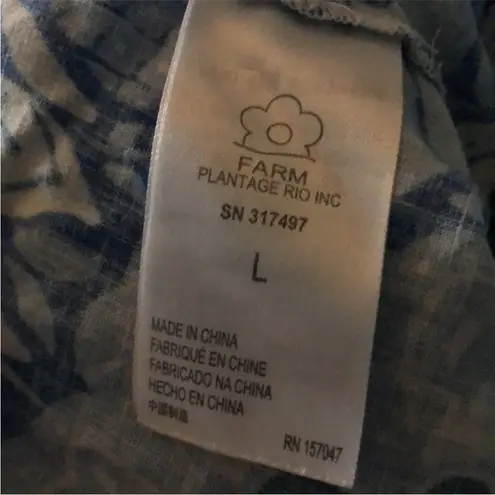 FARM
PLANTAGE RIO INC
SN 317497
L
MADE IN CHINA
FABRIQUÉ EN CHINE
FABRICADO NA CHINA
HECHO EN CHINA
中國制造
RN 157047